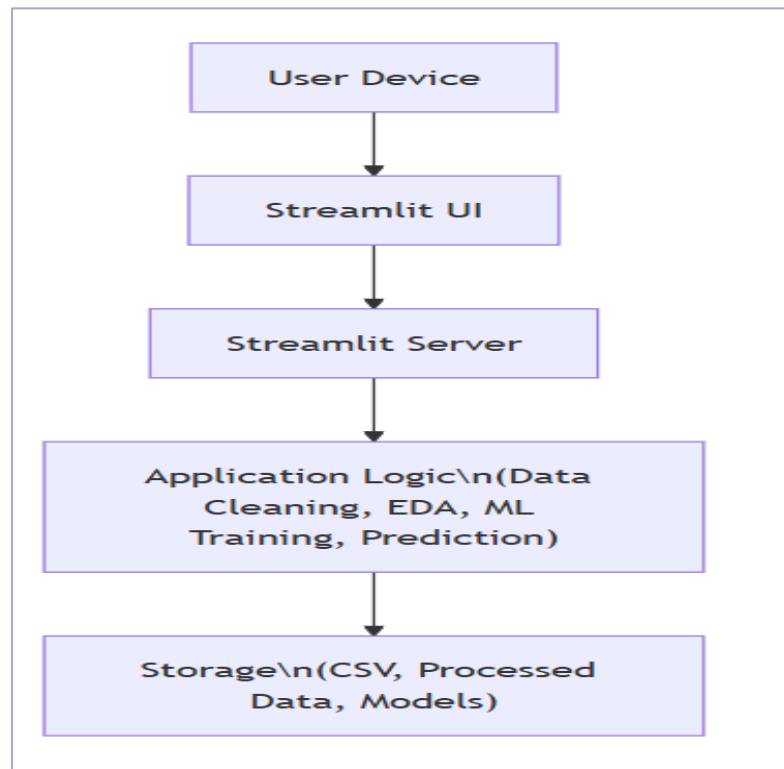 User Device
Streamlit UI
Streamlit Server
Application Logic\n(Data
Cleaning, EDA, ML
Training, Prediction)
Storage\n(CSV, Processed
Data, Models)